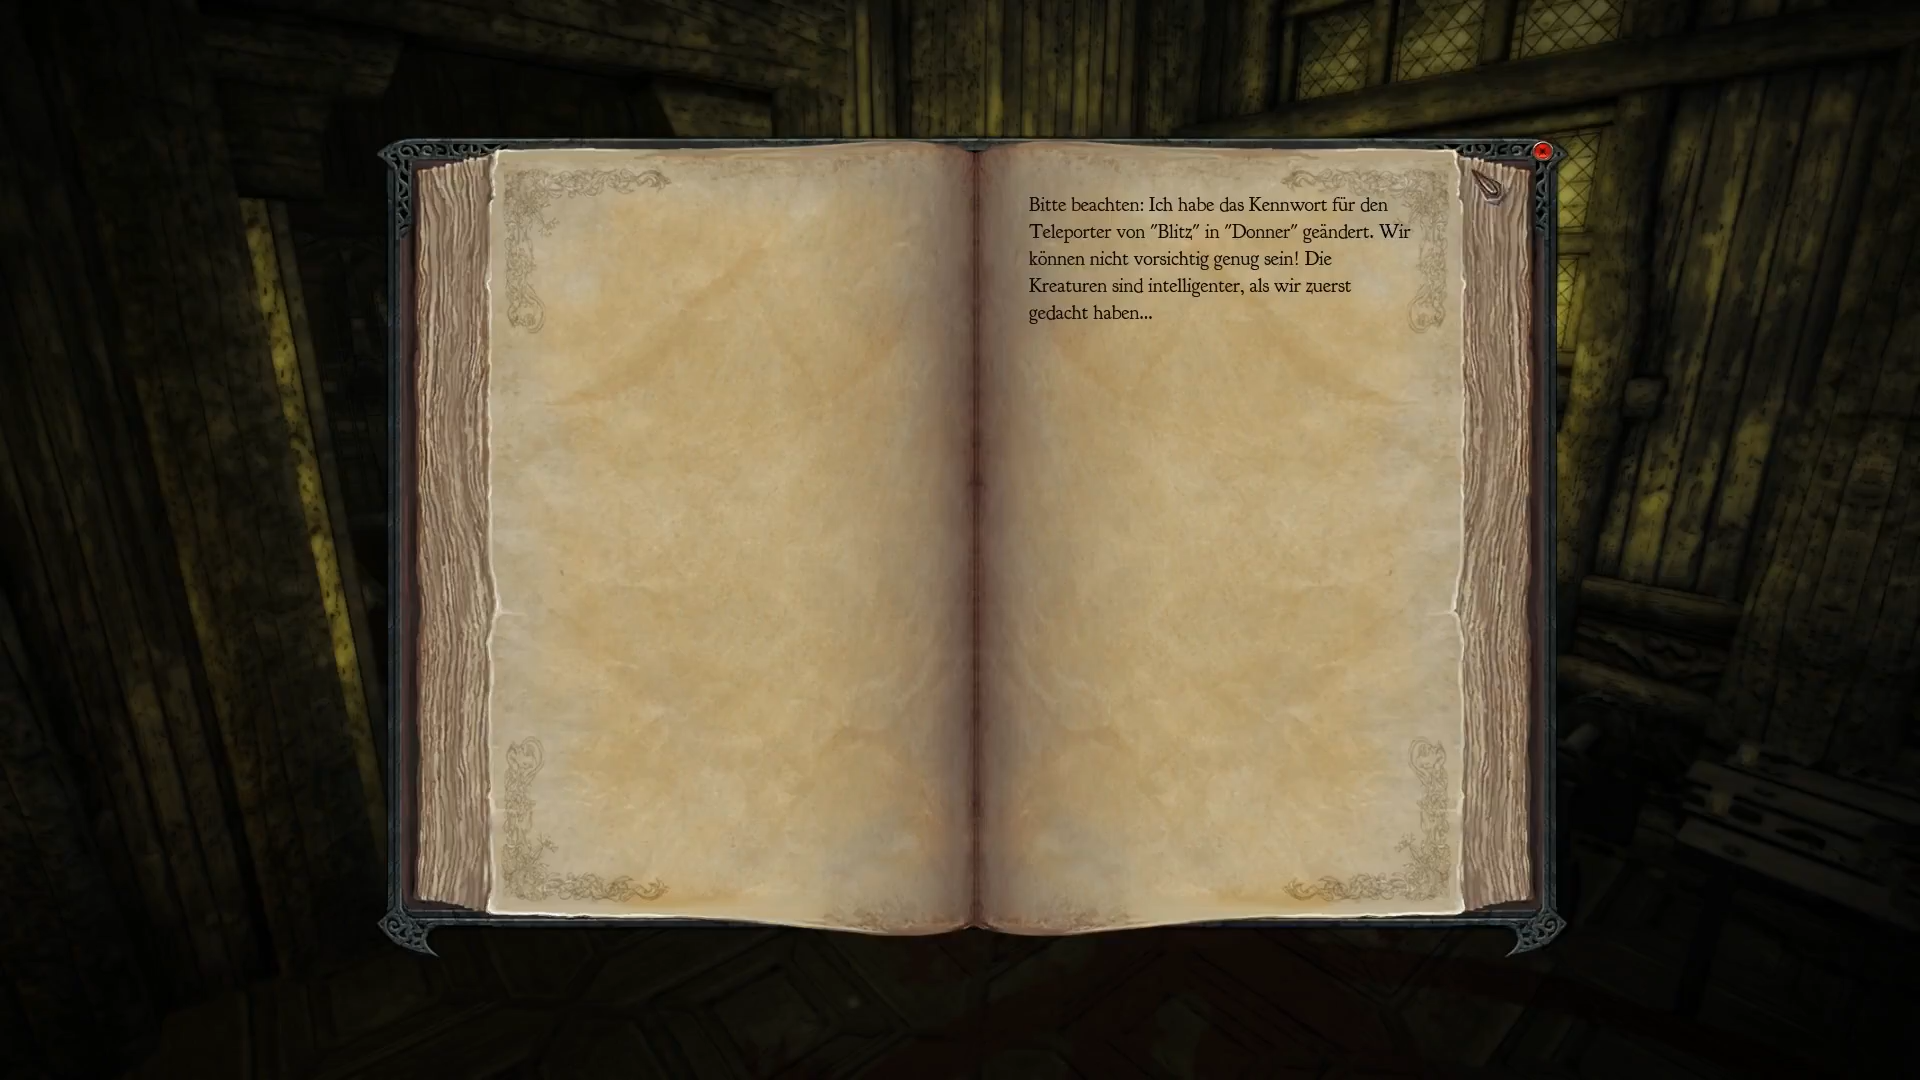 Bitte beachten: Ich habe das Kennwort für den
Teleporter von "Blitz" in "Donner" geändert. Wir
können nicht vorsichtig genug sein! Die
Kreaturen sind intelligenter, als wir zuerst
gedacht haben...